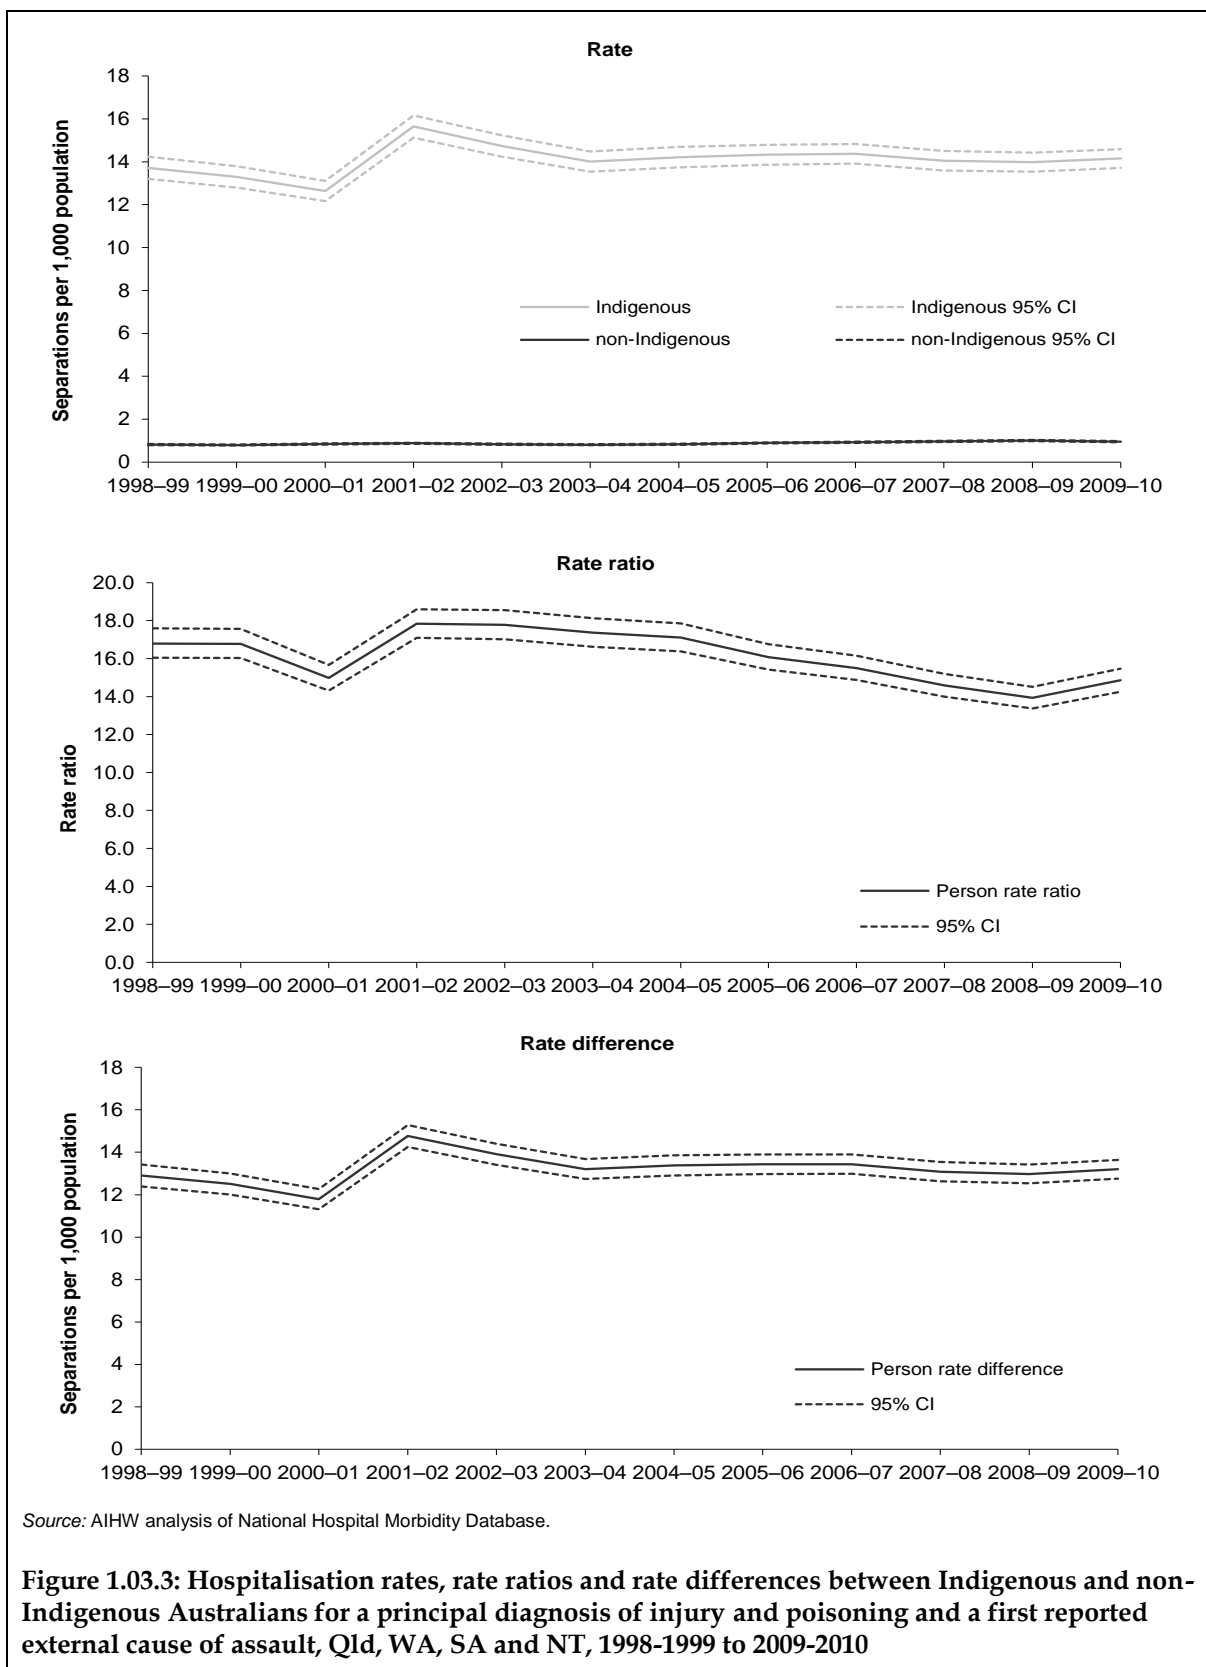 Rate
18
16
14
12
10
8
6
4
2
0
Separations per 1,000 population
Indigenous
Indigenous 95% CI
non-Indigenous
non-Indigenous 95% CI
1998–99 1999–00 2000–01 2001–02 2002–03 2003–04 2004–05 2005–06 2006–07 2007–08 2008–09 2009–10
Rate ratio
20.0
18.0
16.0
14.0
12.0
10.0
8.0
6.0
4.0
2.0
0.0
Rate ratio
Person rate ratio
95% CI
1998–99 1999–00 2000–01 2001–02 2002–03 2003–04 2004–05 2005–06 2006–07 2007–08 2008–09 2009–10
Rate difference
18
16
14
12
10
8
6
4
2
0
Separations per 1,000 population
Person rate difference
95% CI
1998–99 1999–00 2000–01 2001–02 2002–03 2003–04 2004–05 2005–06 2006–07 2007–08 2008–09 2009–10
Source: AIHW analysis of National Hospital Morbidity Database.
Figure 1.03.3: Hospitalisation rates, rate ratios and rate differences between Indigenous and non-
Indigenous Australians for a principal diagnosis of injury and poisoning and a first reported
external cause of assault, Qld, WA, SA and NT, 1998-1999 to 2009-2010